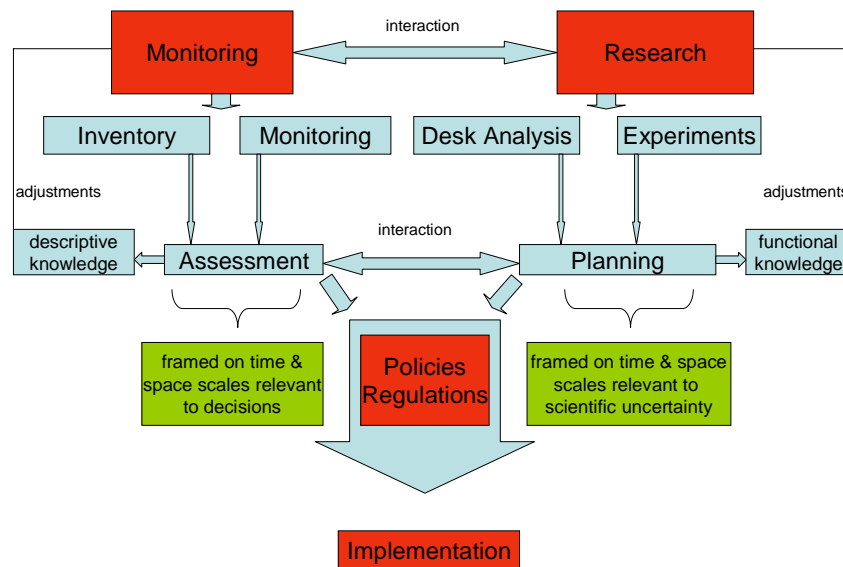 interaction
Monitoring
Research
Inventory
Monitoring
Desk Analysis
Experiments
adjustments
adjustments
interaction
descriptive
knowledge
Assessment
Planning
functional
knowledge
framed on time &
space scales relevant
to decisions
Policies
Regulations
framed on time & space
scales relevant to
scientific uncertainty
Implementation